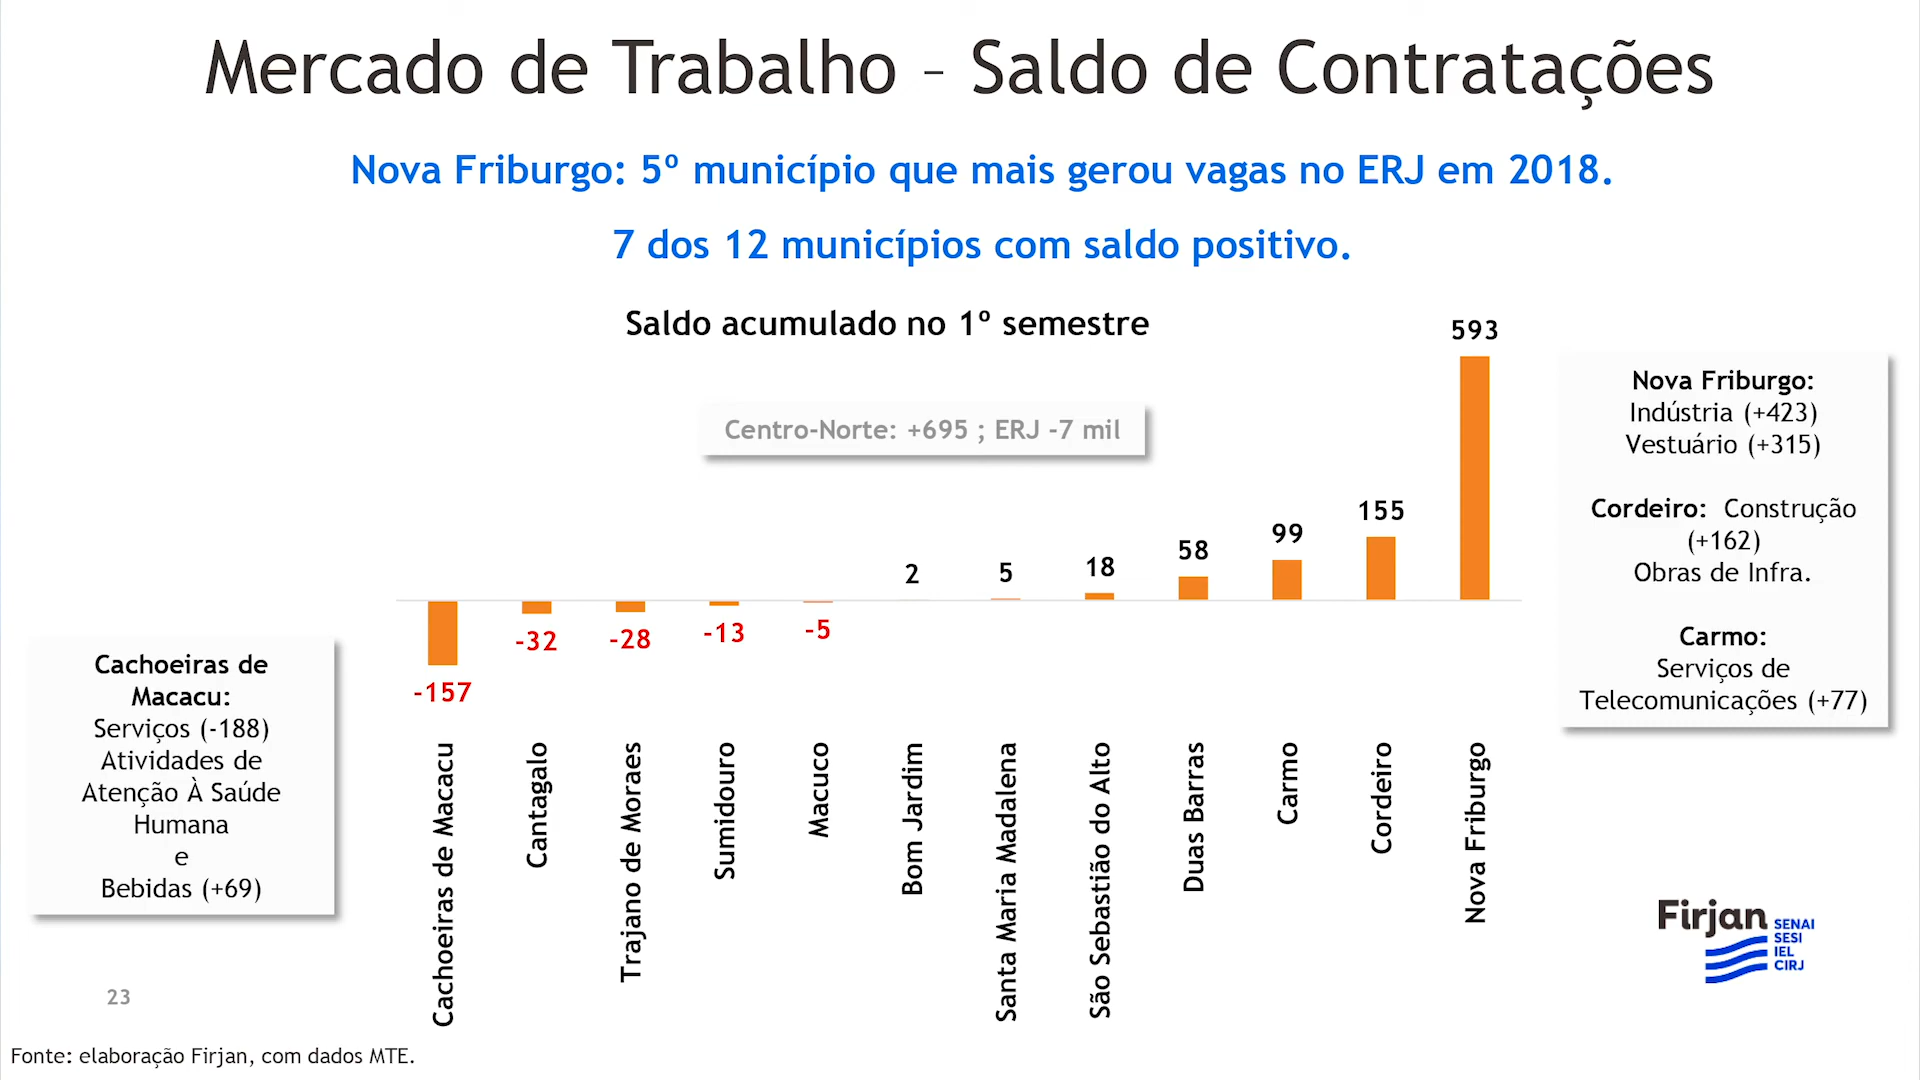 Mercado de Trabalho – Saldo de Contratações
Nova Friburgo: 5º município que mais gerou vagas no ERJ em 2018.
7 dos 12 municípios com saldo positivo.
Saldo acumulado no 1º semestre
Centro-Norte: +695 ; ERJ -7 mil
-157
-32
-28
-13
-5
2
5
18
58
99
155
593
Cachoeiras de Macacu
Cantagalo
Trajano de Moraes
Sumidouro
Macuco
Bom Jardim
Santa Maria Madalena
São Sebastião do Alto
Duas Barras
Carmo
Cordeiro
Nova Friburgo
Cachoeiras de
Macacu:
Serviços (-188)
Atividades de
Atenção À Saúde
Humana
e
Bebidas (+69)
Nova Friburgo:
Indústria (+423)
Vestuário (+315)
Cordeiro: Construção
(+162)
Obras de Infra.
Carmo:
Serviços de
Telecomunicações (+77)
Firjan
SENAI
SESI
IEL
CIRJ
23
Fonte: elaboração Firjan, com dados MTE.